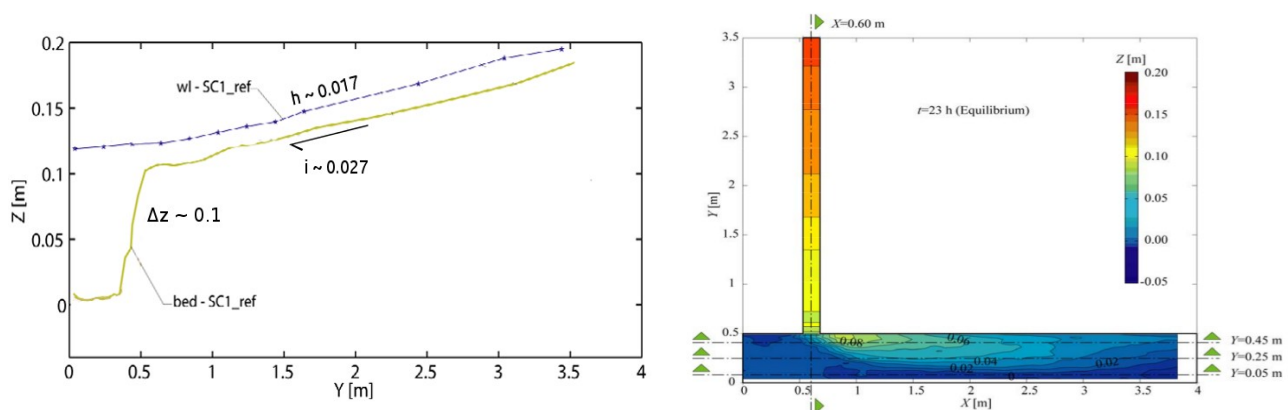 0.2
0.15
0.1
0.05
0
Z [m]
wl - SC1_ref
h ~ 0.017
i ~ 0.027
Δz ~ 0.1
bed - SC1_ref
0 0.5 1 1.5 2 2.5 3 3.5 4
Y [m]
X=0.60 m
3.5
3
2.5
2
1.5
1
0.5
0
Y [m]
t=23 h (Equilibrium)
Z [m]
0.20
0.15
0.10
0.05
0.00
-0.05
0.08
0.06
0.04
0.02
0.02
0
Y=0.45 m
Y=0.25 m
Y=0.05 m
0 0.5 1 1.5 2 2.5 3 3.5 4
X [m]